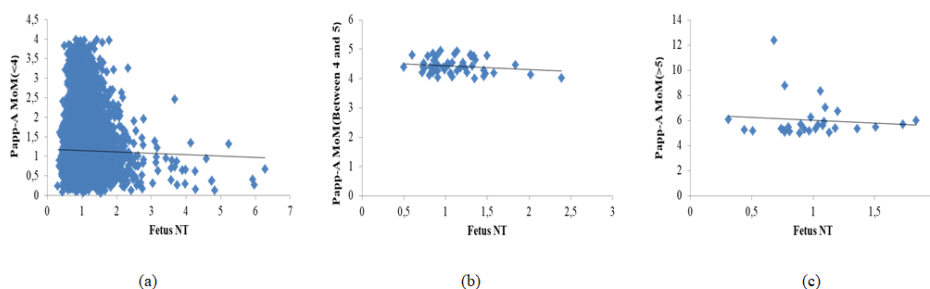 (a)
Papp-A MoM(<4)
4,5
4
3,5
3
2,5
2
1,5
1
0,5
0
0 1 2 3 4 5 6 7
Fetus NT
(b)
Papp-A MoM(Between 4 and 5)
6
5
4
3
2
1
0
0 0,5 1 1,5 2 2,5 3
Fetus NT
(c)
Papp-A MoM(>5)
14
12
10
8
6
4
2
0
0 0,5 1 1,5
Fetus NT
(a) (b) (c)